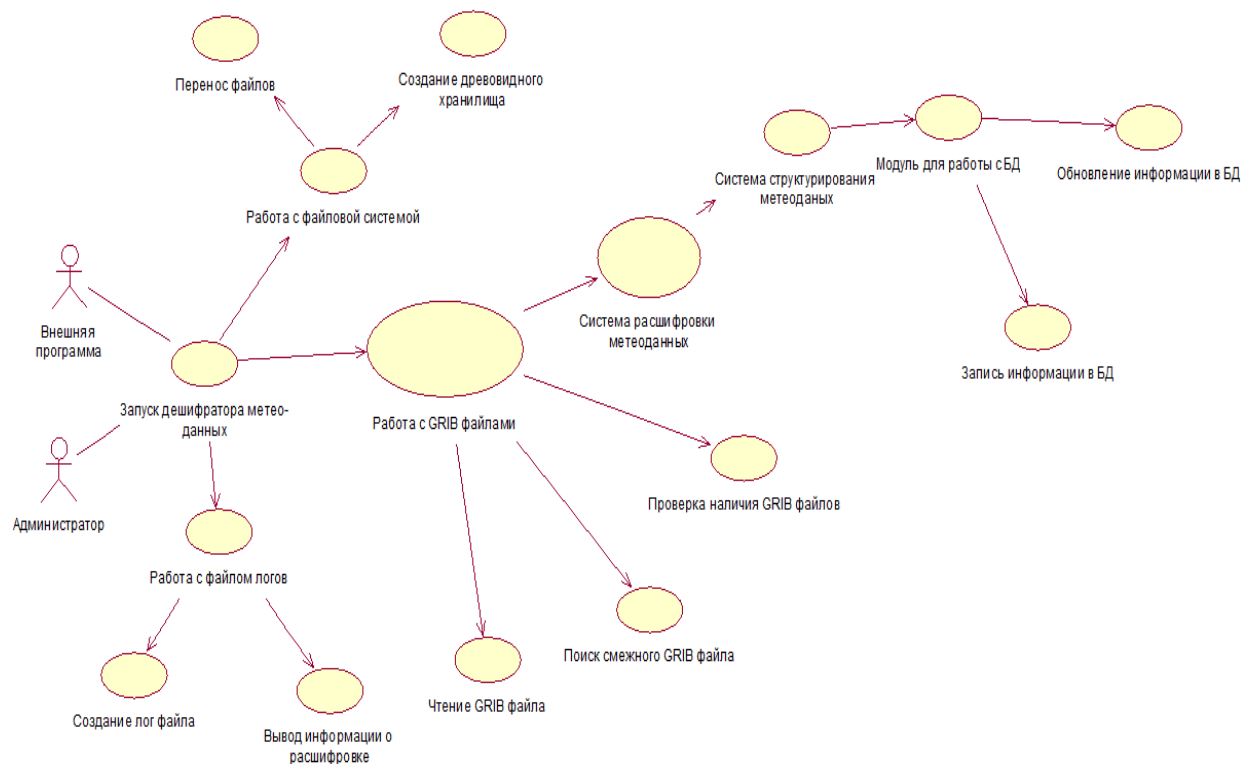 Перенос файлов
Создание древовидного
хранилища
Работа с файловой системой
Система структурирования
метеоданых
Модуль для работы с БД
Обновление информации в БД
Внешняя
программа
Система расшифровки
метеоданных
Запись информации в БД
Запуск дешифратора метео-
данных
Работа с GRIB файлами
Администратор
Проверка наличия GRIB файлов
Работа с файлом логов
Поиск смежного GRIB файла
Чтение GRIB файла
Создание лог файла
Вывод информации о
расшифровке